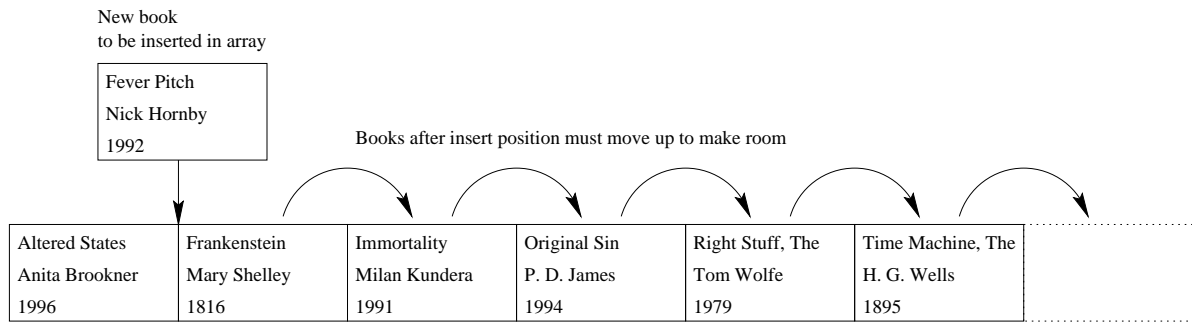 New book
to be inserted in array
Fever Pitch
Nick Hornby
1992
Books after insert position must move up to make room
Altered States
Anita Brookner
1996
Frankenstein
Mary Shelley
1816
Immortality
Milan Kundera
1991
Original Sin
P. D. James
1994
Right Stuff, The
Tom Wolfe
1979
Time Machine, The
H. G. Wells
1895